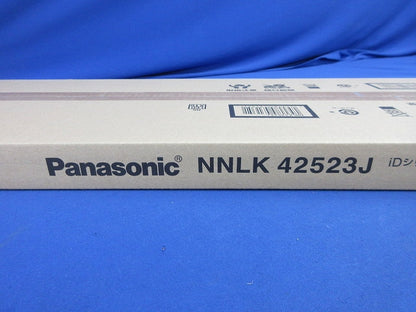 Panasonic® NNLK 42523J iDシ